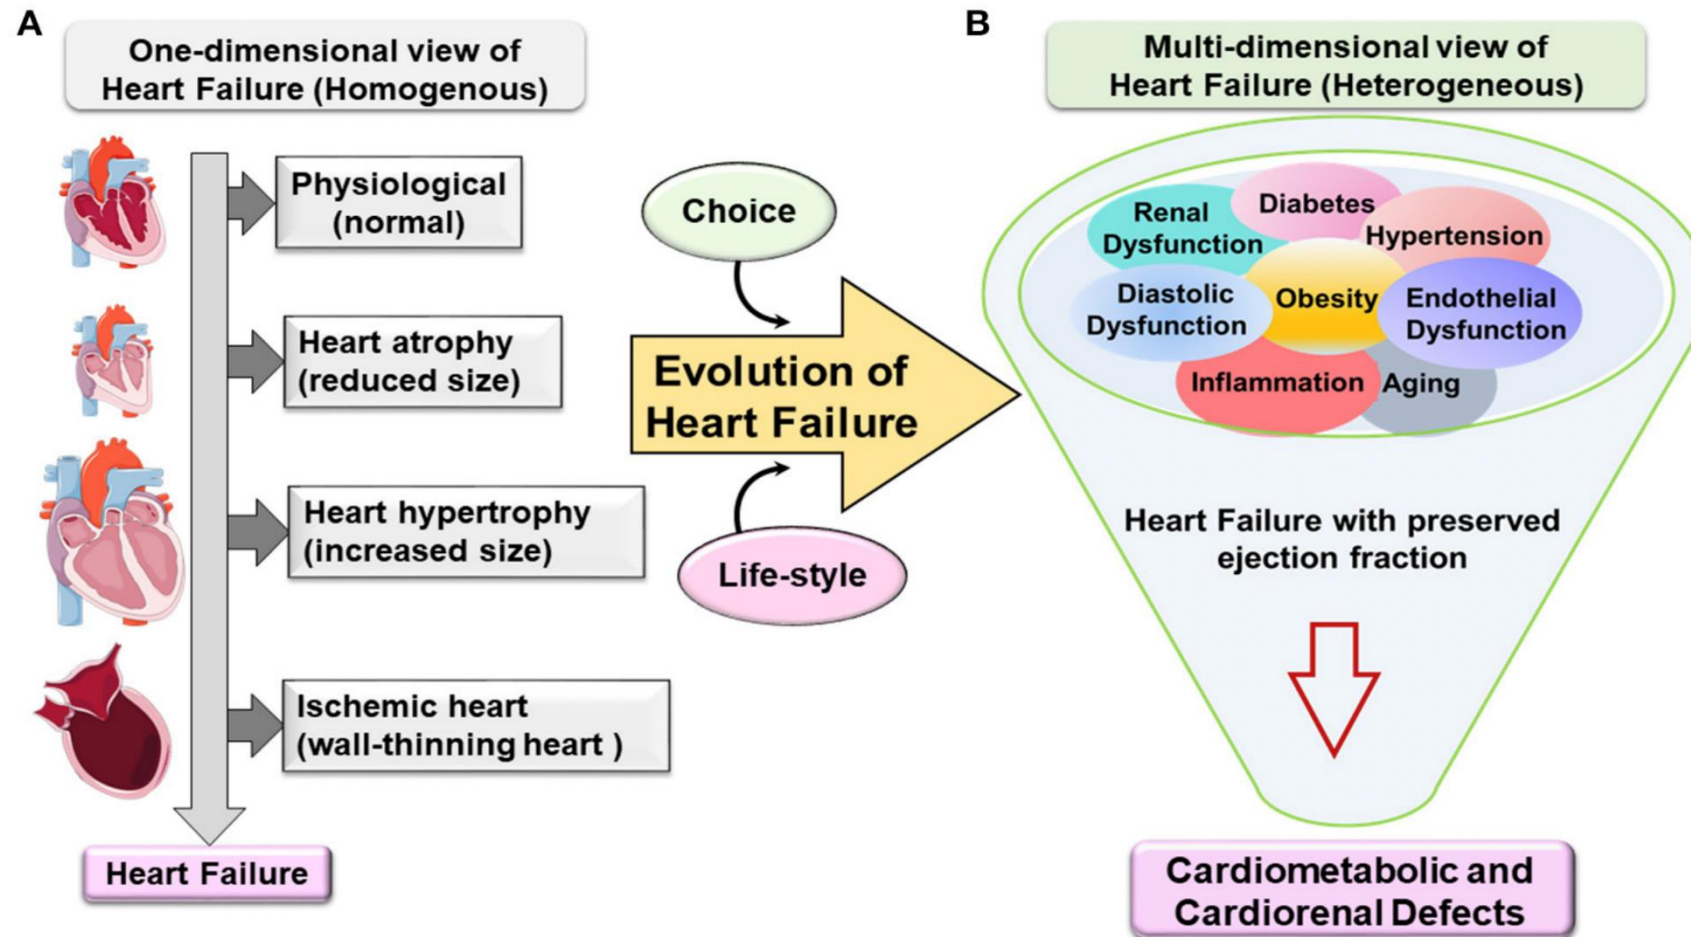 A
One-dimensional view of
Heart Failure (Homogenous)
Physiological
(normal)
Heart atrophy
(reduced size)
Heart hypertrophy
(increased size)
Ischemic heart
(wall-thinning heart )
Heart Failure
Choice
Evolution of
Heart Failure
Life-style
B
Multi-dimensional view of
Heart Failure (Heterogeneous)
Renal
Dysfunction
Diabetes
Hypertension
Diastolic
Dysfunction
Obesity
Endothelial
Dysfunction
Inflammation
Aging
Heart Failure with preserved
ejection fraction
Cardiometabolic and
Cardiorenal Defects